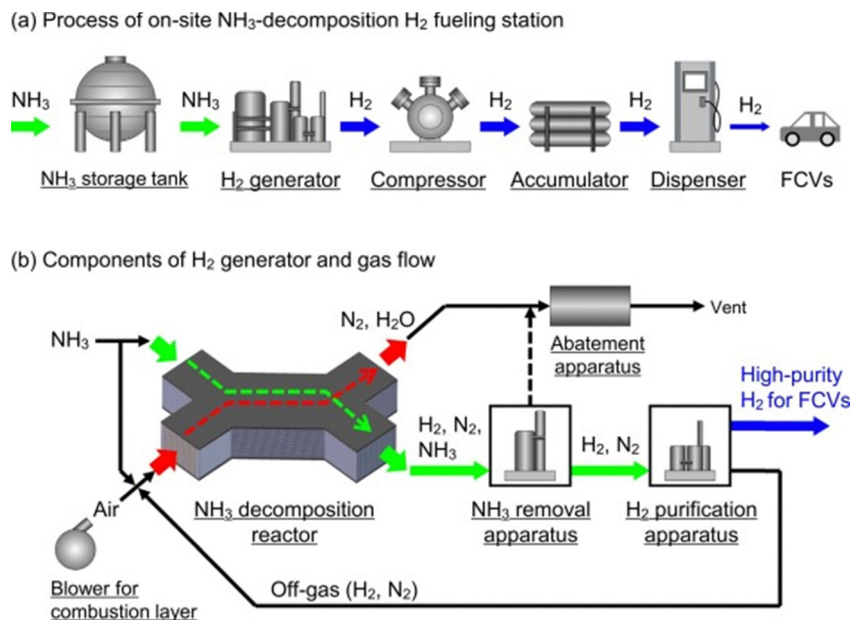 (a) Process of on-site NH₃-decomposition H₂ fueling station
NH₃
NH₃
H₂
H₂
H₂
H₂
NH₃ storage tank
H₂ generator
Compressor
Accumulator
Dispenser
FCVs
(b) Components of H₂ generator and gas flow
N₂, H₂O
Vent
NH₃
Abatement
apparatus
High-purity
H₂ for FCVs
H₂, N₂,
NH₃
H₂, N₂
Air
NH₃ decomposition
reactor
NH₃ removal
apparatus
H₂ purification
apparatus
Blower for
combustion layer
Off-gas (H₂, N₂)